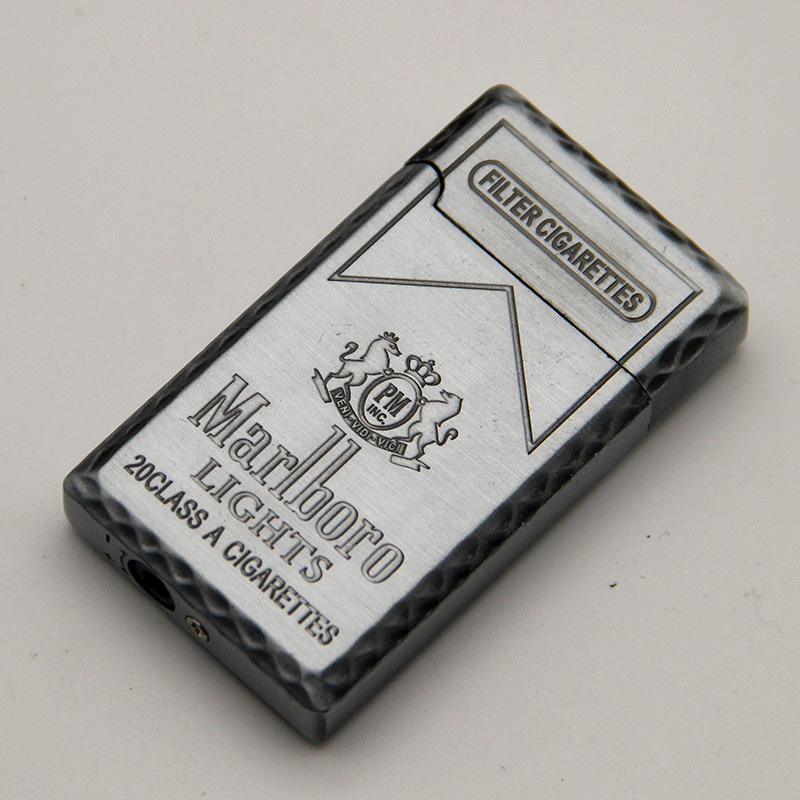 FILTER CIGARETTES
PM
INC.
VENI·VIDI·VICI
Marlboro
LIGHTS
20CLASS A CIGARETTES